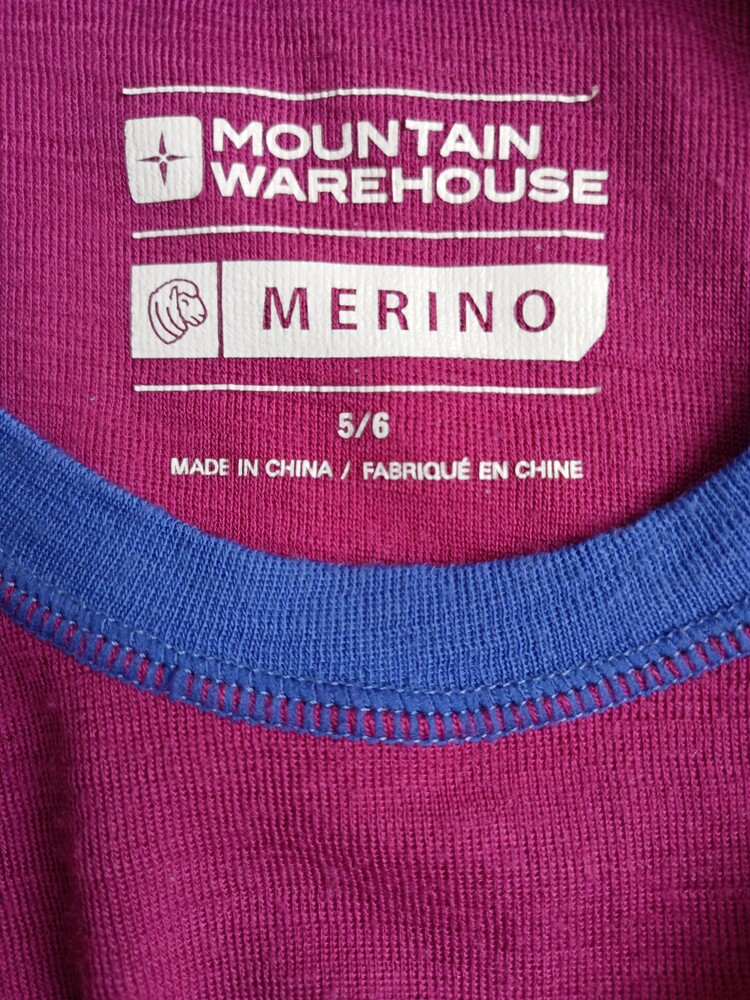 MOUNTAIN
WAREHOUSE
MERINO
5/6
MADE IN CHINA / FABRIQUÉ EN CHINE